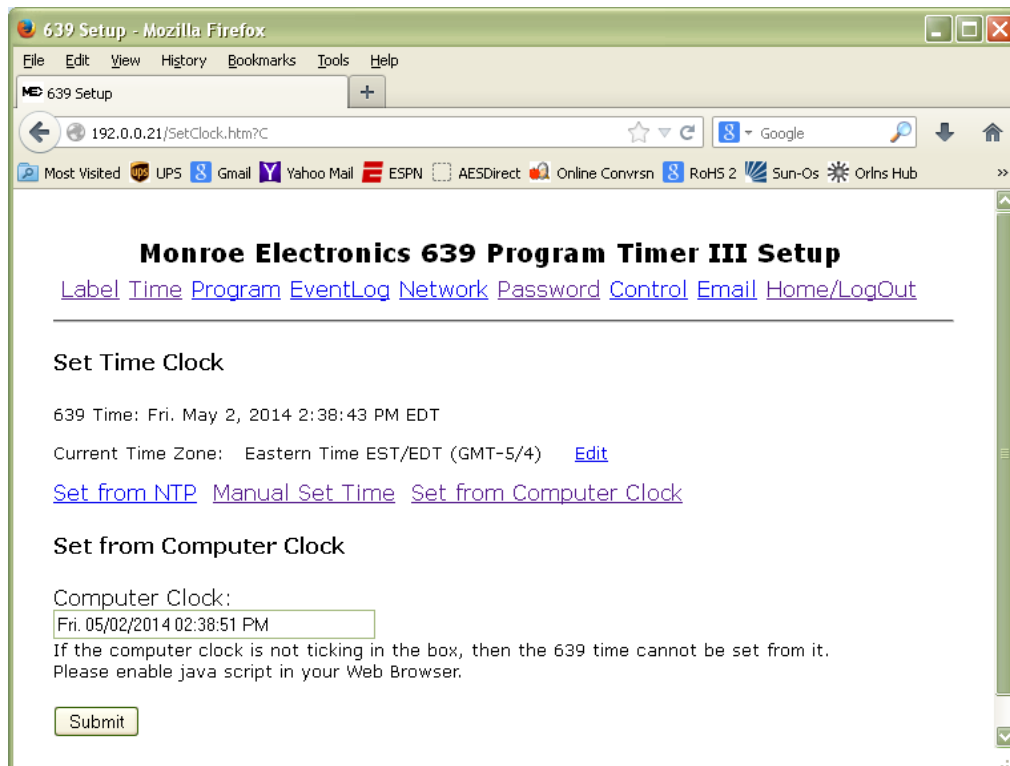 639 Setup - Mozilla Firefox
File Edit View History Bookmarks Tools Help
639 Setup
192.0.0.21/SetClock.htm?C
Google
Most Visited UPS Gmail Yahoo Mail ESPN AESDirect Online Convrsn RoHS 2 Sun-Os Orlns Hub »
Monroe Electronics 639 Program Timer III Setup
Label Time Program EventLog Network Password Control Email Home/LogOut
Set Time Clock
639 Time: Fri. May 2, 2014 2:38:43 PM EDT
Current Time Zone: Eastern Time EST/EDT (GMT-5/4) Edit
Set from NTP Manual Set Time Set from Computer Clock
Set from Computer Clock
Computer Clock:
Fri. 05/02/2014 02:38:51 PM
If the computer clock is not ticking in the box, then the 639 time cannot be set from it.
Please enable java script in your Web Browser.
Submit